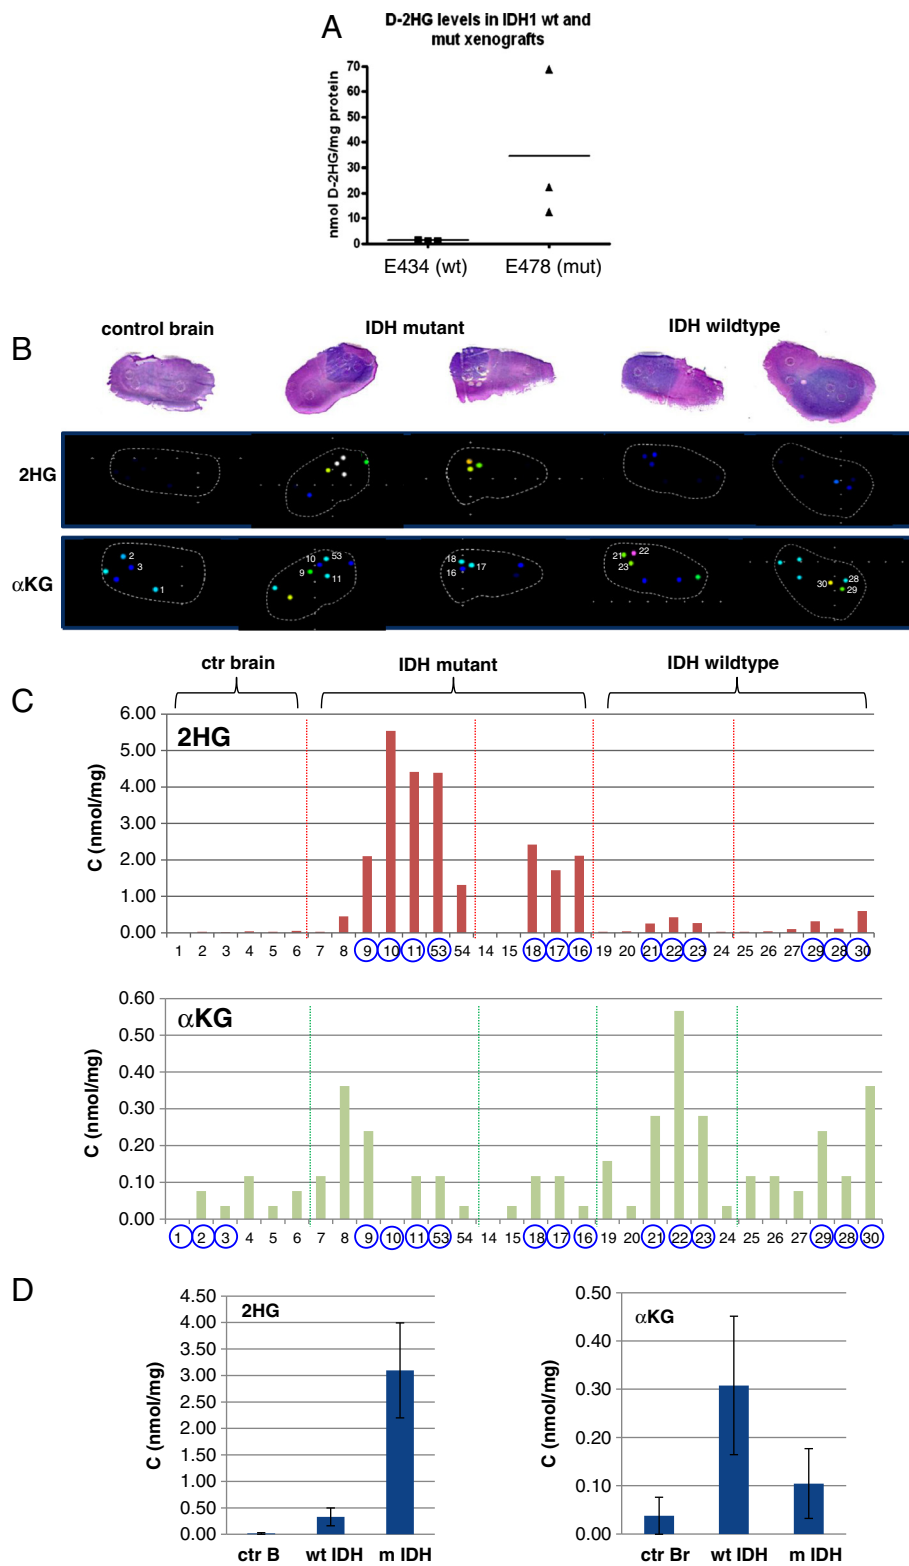 A
D-2HG levels in IDH1 wt and
mut xenografts
nmol D-2HG/mg protein
70
60
50
40
30
20
10
0
E434 (wt)
E478 (mut)
B
control brain
IDH mutant
IDH wildtype
2HG
αKG
2
3
1
10
53
9
11
18
16
17
21
22
23
30
28
29
C
ctr brain
IDH mutant
IDH wildtype
2HG
C (nmol/mg)
6.00
5.00
4.00
3.00
2.00
1.00
0.00
1 2 3 4 5 6 7 8 9 10 11 53 54 14 15 18 17 16 19 20 21 22 23 24 25 26 27 29 28 30
αKG
C (nmol/mg)
0.60
0.50
0.40
0.30
0.20
0.10
0.00
1 2 3 4 5 6 7 8 9 10 11 53 54 14 15 18 17 16 19 20 21 22 23 24 25 26 27 29 28 30
D
2HG
C (nmol/mg)
4.50
4.00
3.50
3.00
2.50
2.00
1.50
1.00
0.50
0.00
ctr B wt IDH m IDH
αKG
C (nmol/mg)
0.50
0.40
0.30
0.20
0.10
0.00
ctr Br wt IDH m IDH